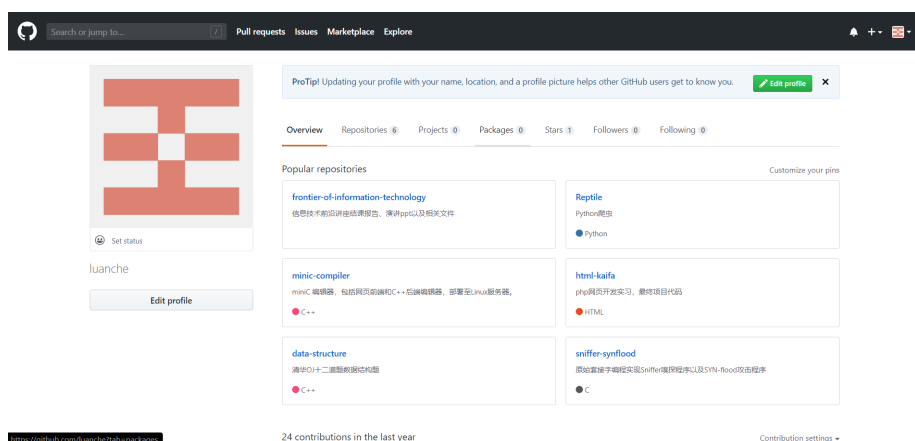 Search or jump to... /
Pull requests Issues Marketplace Explore
ProTip! Updating your profile with your name, location, and a profile picture helps other GitHub users get to know you.
Edit profile
Overview Repositories 6 Projects 0 Packages 0 Stars 1 Followers 0 Following 0
Popular repositories
Customize your pins
frontier-of-information-technology
信息技术前沿讲座结课报告、演讲ppt以及相关文件
Reptile
Python爬虫
Python
Set status
luanche
Edit profile
minic-compiler
miniC 编辑器，包括网页前端和C++后端编辑器，部署至Linux服务器。
C++
html-kaifa
php网页开发实习，最终项目代码
HTML
data-structure
清华OJ十二道题数据结构题
C++
sniffer-synflood
原始套接字编程实现Sniffer嗅探程序以及SYN-flood攻击程序
C
24 contributions in the last year
Contribution settings
https://github.com/luanche?tab=packages